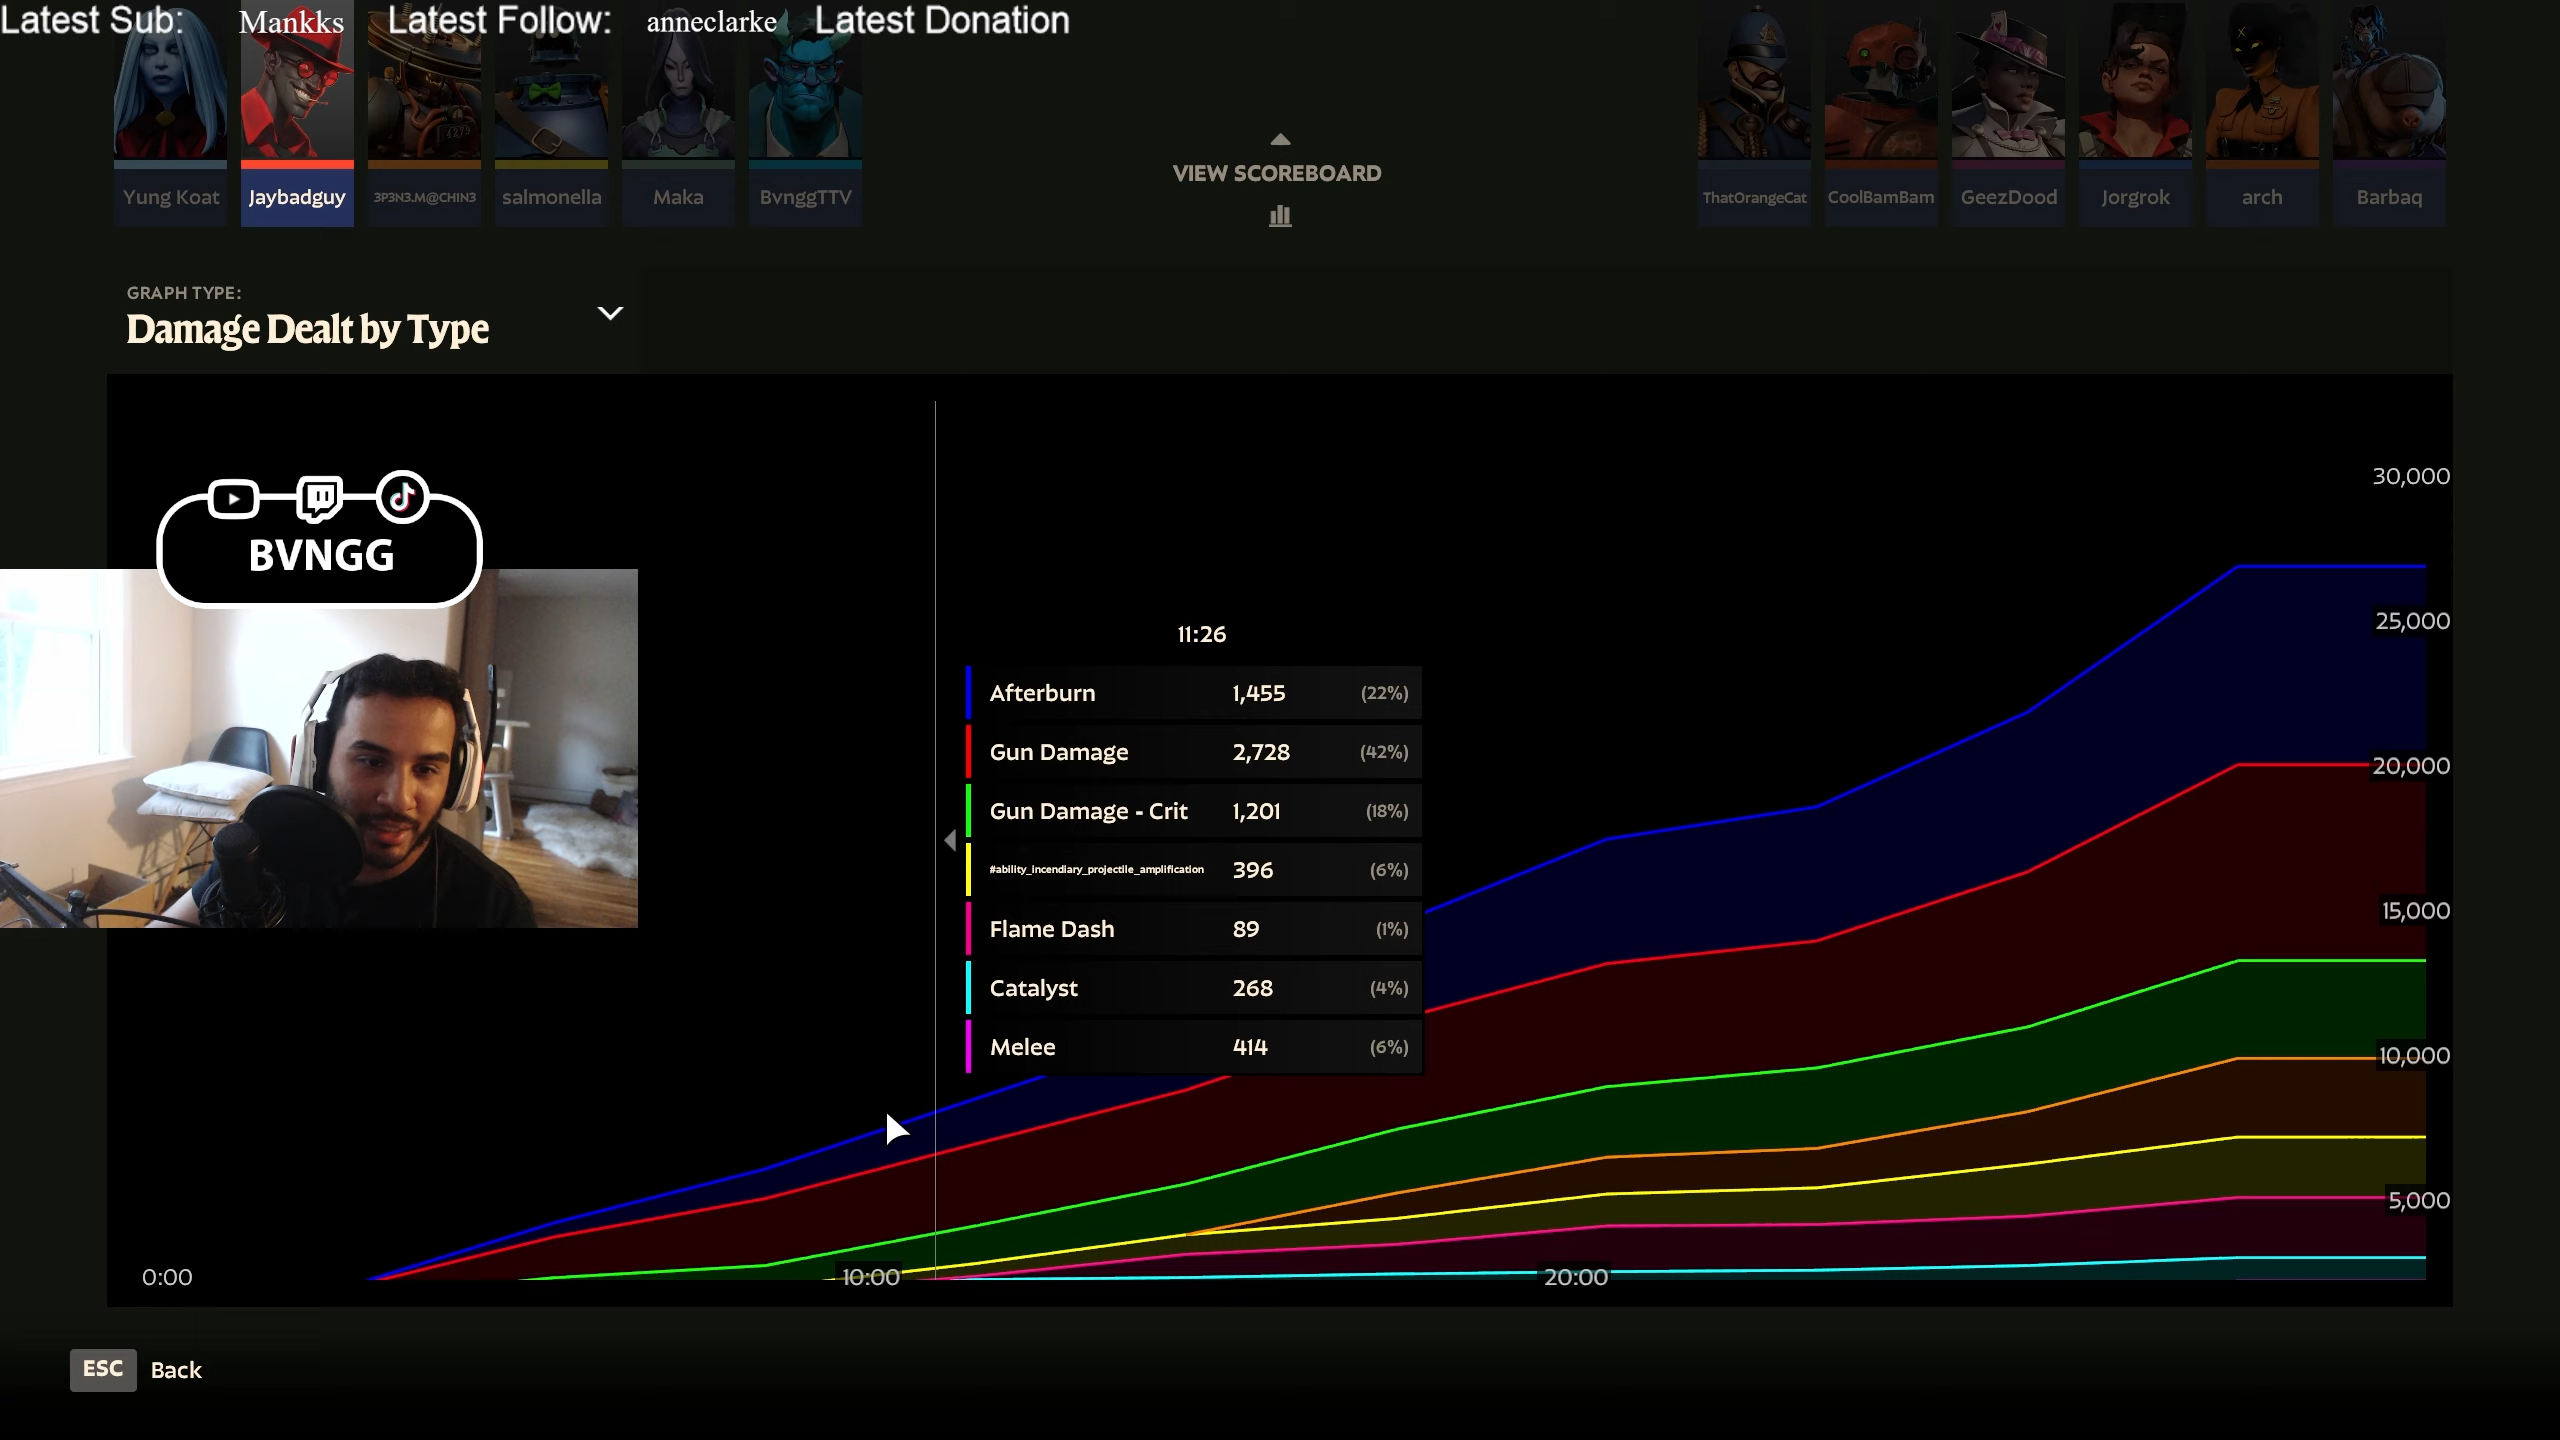 Latest Sub: Mankks Latest Follow: anneclarke Latest Donation
4279
Yung Koat Jaybadguy 3P3N3.M@CHIN3 salmonella Maka BvnggTTV
VIEW SCOREBOARD
ThatOrangeCat CoolBamBam GeezDood Jorgrok arch Barbaq
GRAPH TYPE:
Damage Dealt by Type
30,000
BVNGG
25,000
11:26
Afterburn 1,455 (22%)
Gun Damage 2,728 (42%)
20,000
Gun Damage - Crit 1,201 (18%)
#ability_incendiary_projectile_amplification 396 (6%)
15,000
Flame Dash 89 (1%)
Catalyst 268 (4%)
Melee 414 (6%)
10,000
5,000
0:00 10:00 20:00
ESC Back